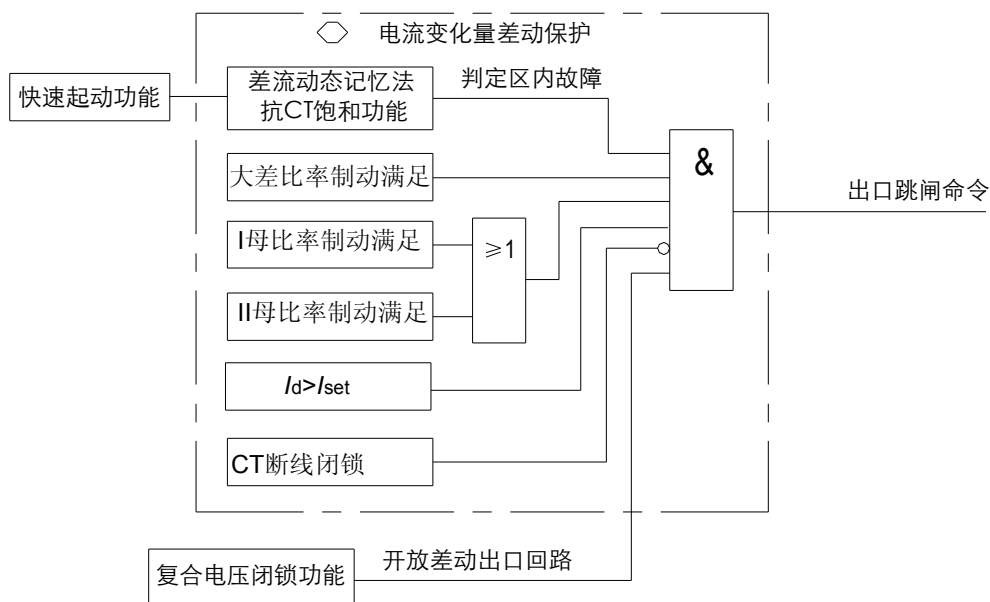 电流变化量差动保护
快速起动功能
差流动态记忆法
抗CT饱和功能
判定区内故障
大差比率制动满足
I母比率制动满足
II母比率制动满足
≥1
&
出口跳闸命令
Id>Iset
CT断线闭锁
复合电压闭锁功能
开放差动出口回路